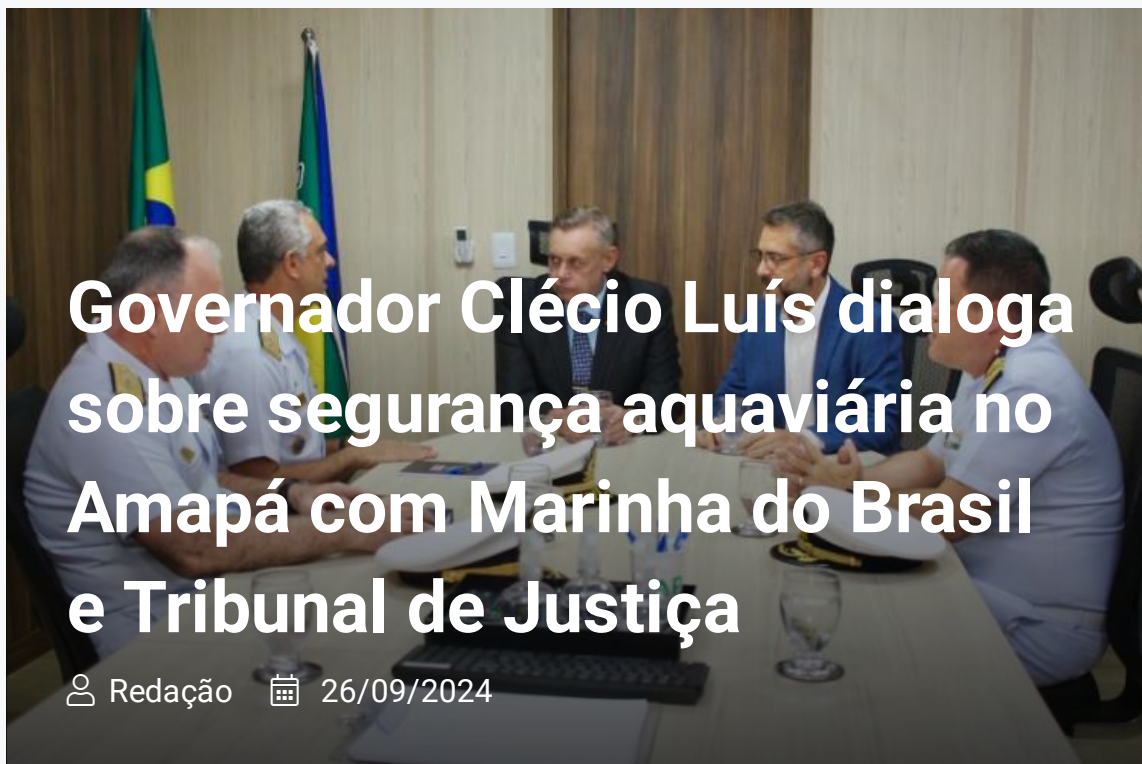 Governador Clécio Luís dialoga
sobre segurança aquaviária no
Amapá com Marinha do Brasil
e Tribunal de Justiça
Redação 26/09/2024